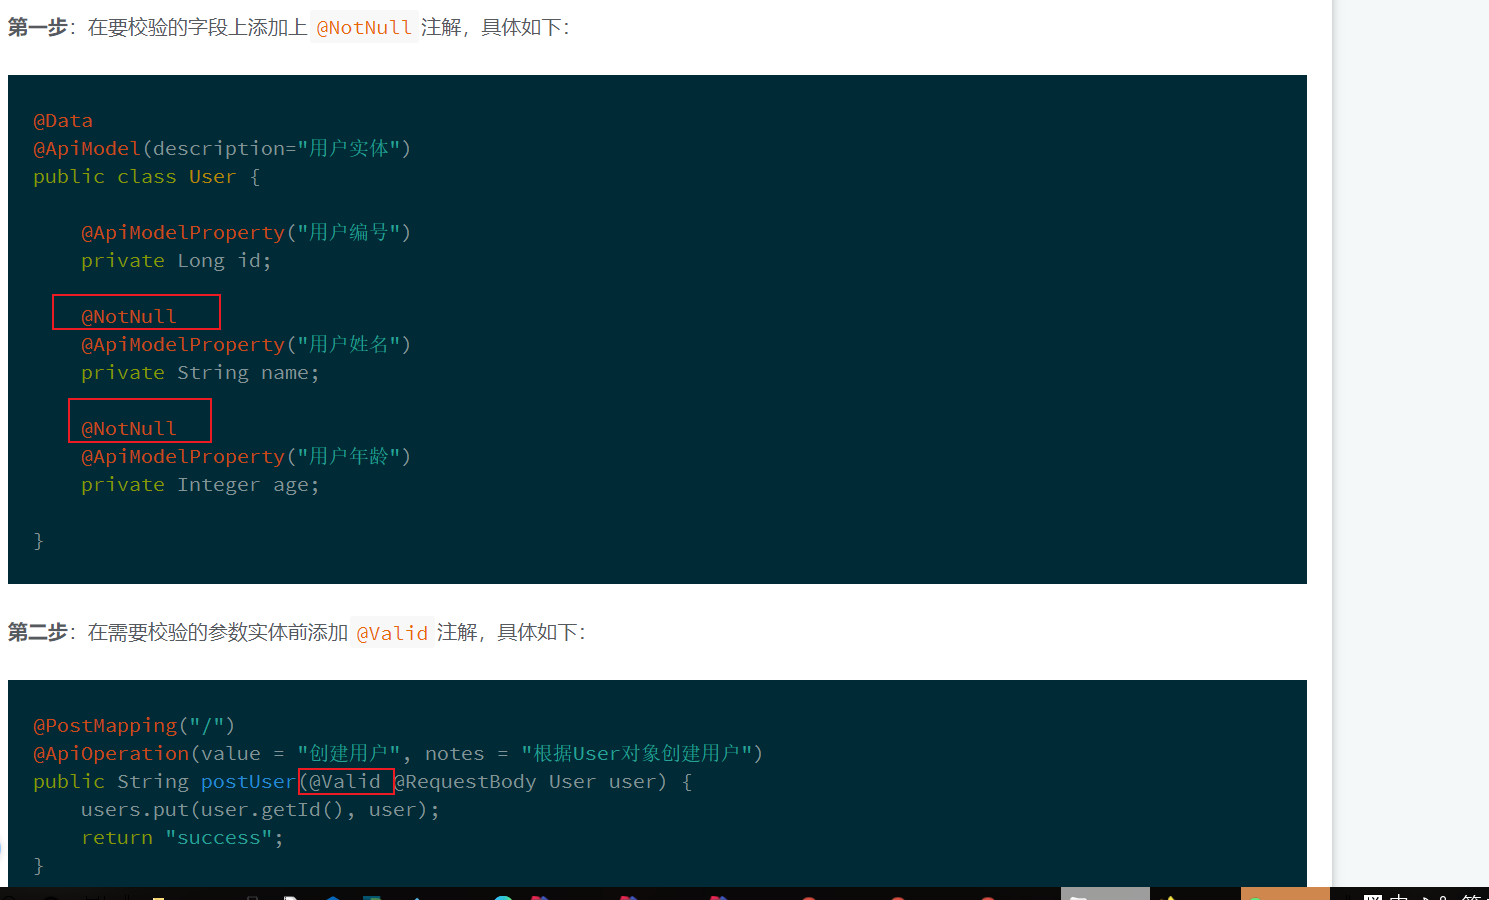 第一步：在要校验的字段上添加上 @NotNull 注解，具体如下：
@Data
@ApiModel(description="用户实体")
public class User {
@ApiModelProperty("用户编号")
private Long id;
@NotNull
@ApiModelProperty("用户姓名")
private String name;
@NotNull
@ApiModelProperty("用户年龄")
private Integer age;
}
第二步：在需要校验的参数实体前添加 @Valid 注解，具体如下：
@PostMapping("/")
@ApiOperation(value = "创建用户", notes = "根据User对象创建用户")
public String postUser(@Valid @RequestBody User user) {
users.put(user.getId(), user);
return "success";
}